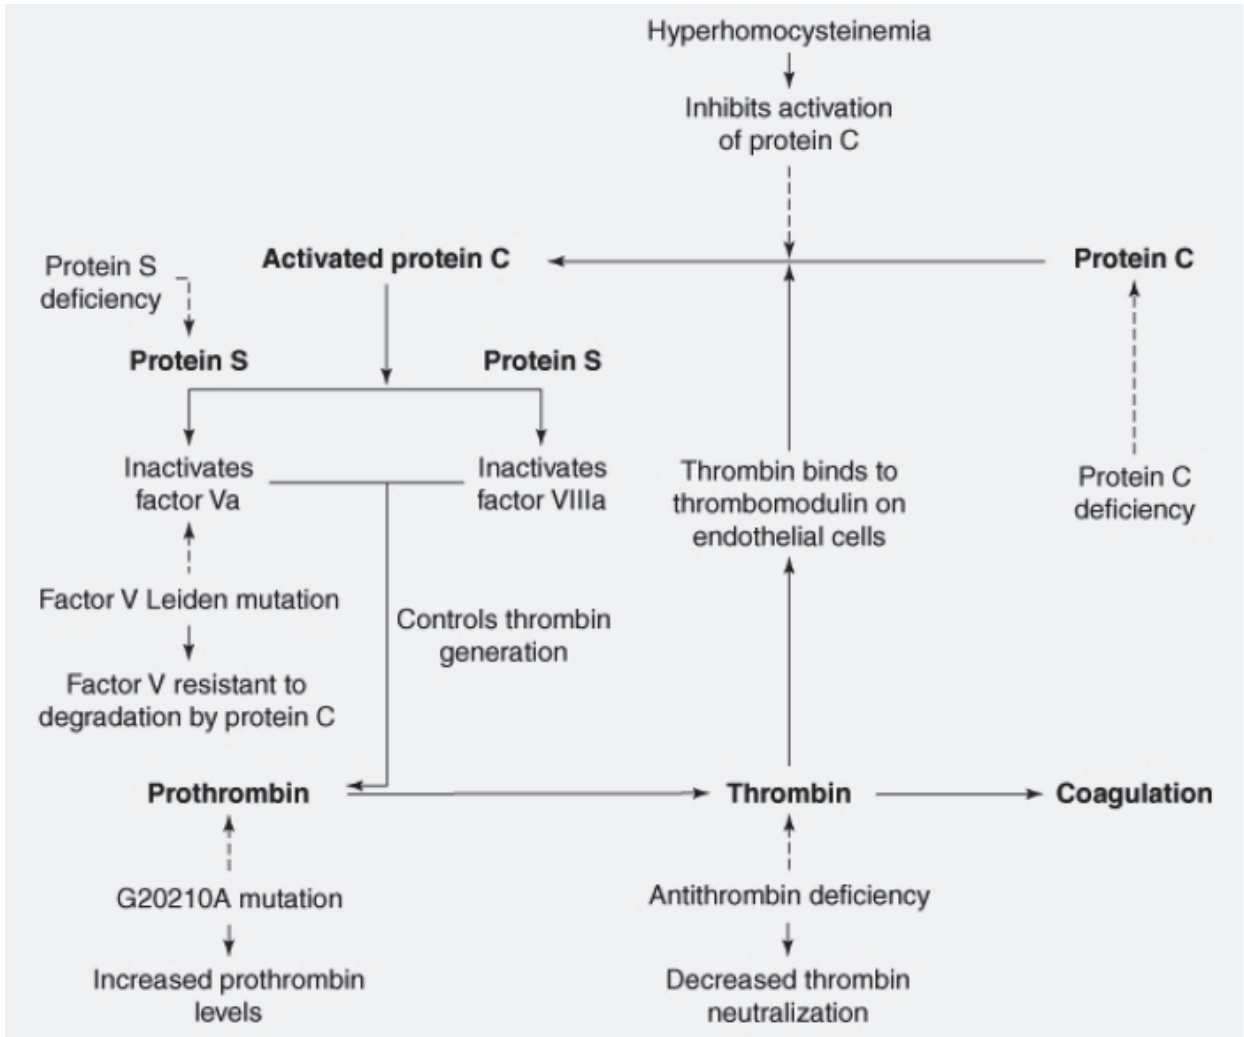 Hyperhomocysteinemia
Inhibits activation
of protein C
Activated protein C
Protein C
Protein S
deficiency
Protein S
Protein S
Inactivates
factor Va
Inactivates
factor VIIIa
Thrombin binds to
thrombomodulin on
endothelial cells
Protein C
deficiency
Factor V Leiden mutation
Controls thrombin
generation
Factor V resistant to
degradation by protein C
Prothrombin
Thrombin
Coagulation
G20210A mutation
Antithrombin deficiency
Increased prothrombin
levels
Decreased thrombin
neutralization